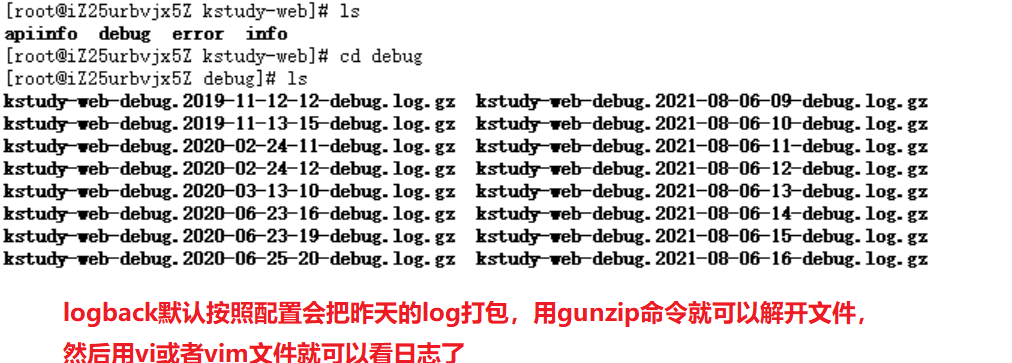 [root@iZ25urbvjx5Z kstudy-web]# ls
apiinfo debug error info
[root@iZ25urbvjx5Z kstudy-web]# cd debug
[root@iZ25urbvjx5Z debug]# ls
kstudy-web-debug.2019-11-12-12-debug.log.gz kstudy-web-debug.2021-08-06-09-debug.log.gz
kstudy-web-debug.2019-11-13-15-debug.log.gz kstudy-web-debug.2021-08-06-10-debug.log.gz
kstudy-web-debug.2020-02-24-11-debug.log.gz kstudy-web-debug.2021-08-06-11-debug.log.gz
kstudy-web-debug.2020-02-24-12-debug.log.gz kstudy-web-debug.2021-08-06-12-debug.log.gz
kstudy-web-debug.2020-03-13-10-debug.log.gz kstudy-web-debug.2021-08-06-13-debug.log.gz
kstudy-web-debug.2020-06-23-16-debug.log.gz kstudy-web-debug.2021-08-06-14-debug.log.gz
kstudy-web-debug.2020-06-23-19-debug.log.gz kstudy-web-debug.2021-08-06-15-debug.log.gz
kstudy-web-debug.2020-06-25-20-debug.log.gz kstudy-web-debug.2021-08-06-16-debug.log.gz
logback默认按照配置会把昨天的log打包，用gunzip命令就可以解开文件，
然后用vi或者vim文件就可以看日志了